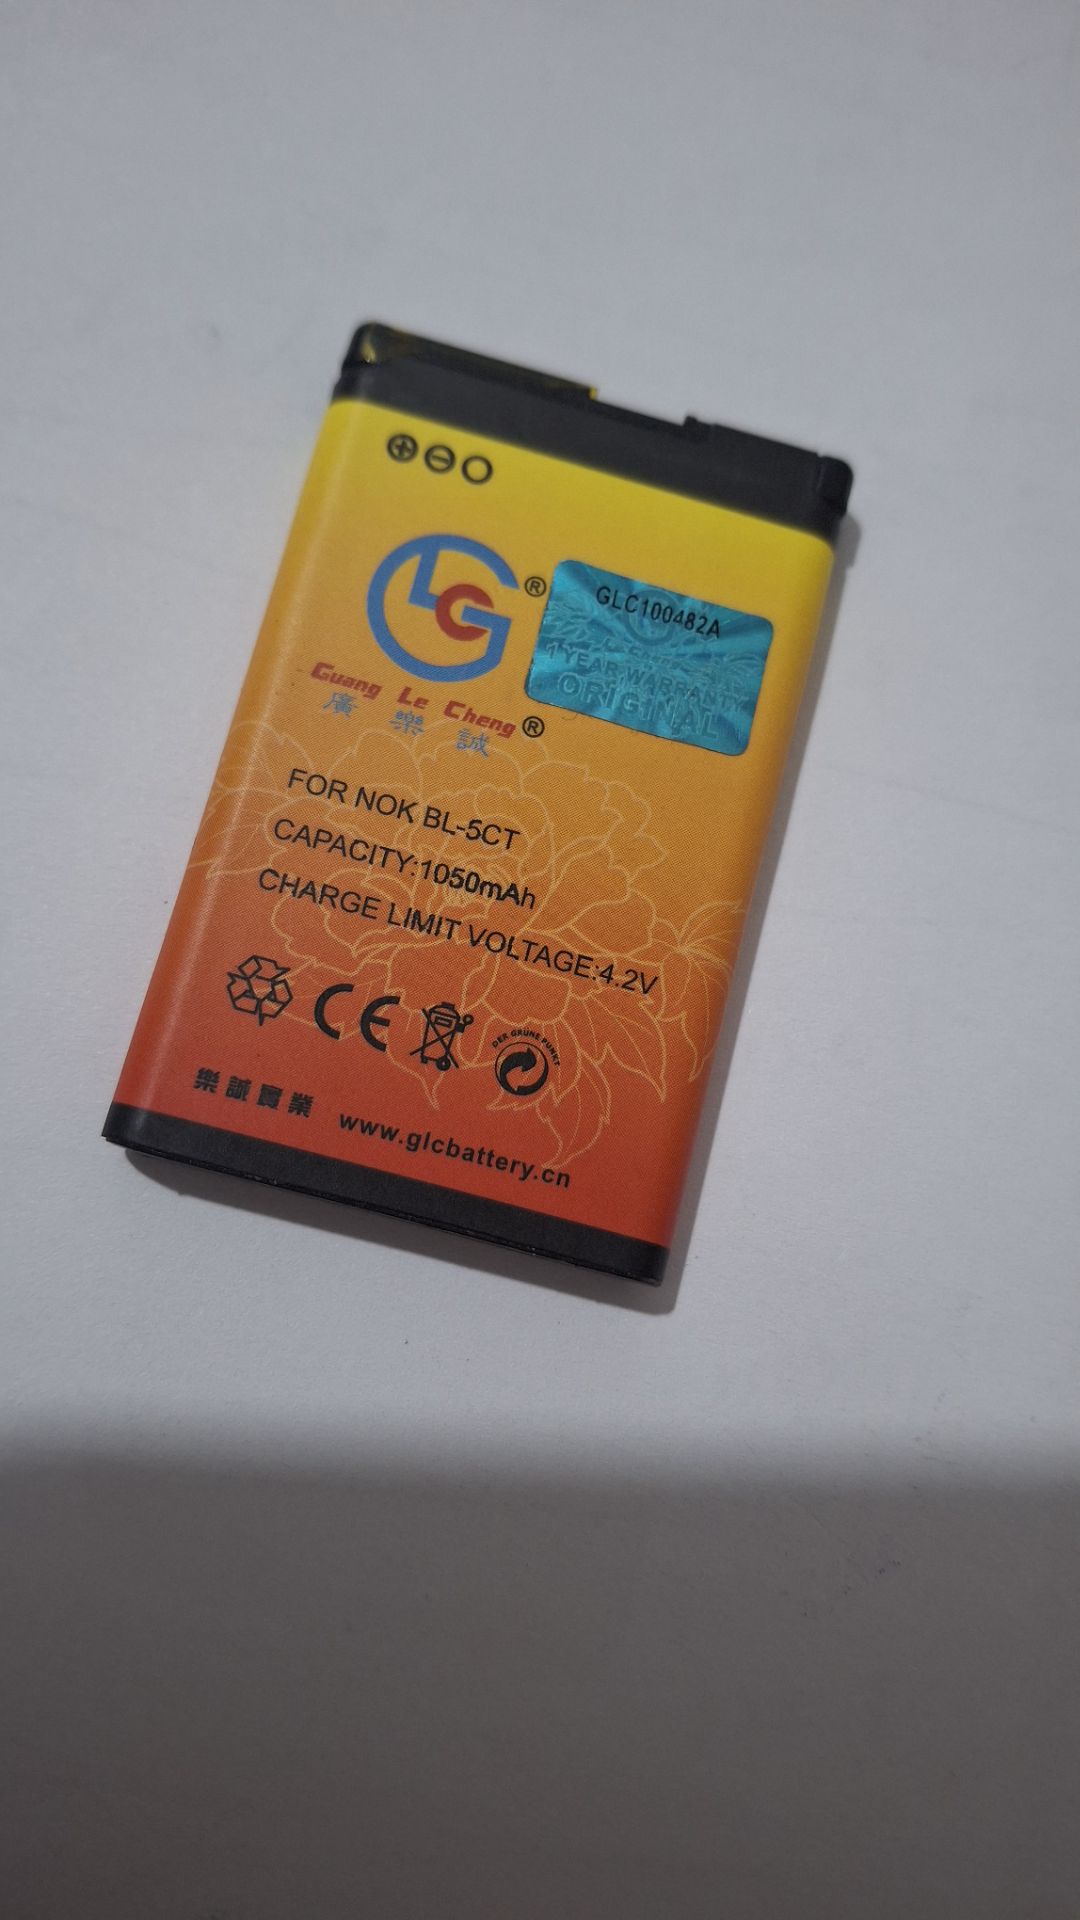 GLC®
GLC100482A
1 YEAR WARRANTY
ORIGINAL
Guang Le Cheng®
廣樂誠
FOR NOK BL-5CT
CAPACITY:1050mAh
CHARGE LIMIT VOLTAGE:4.2V
CE
DER GRÜNE PUNKT
樂誠實業
www.glcbattery.cn